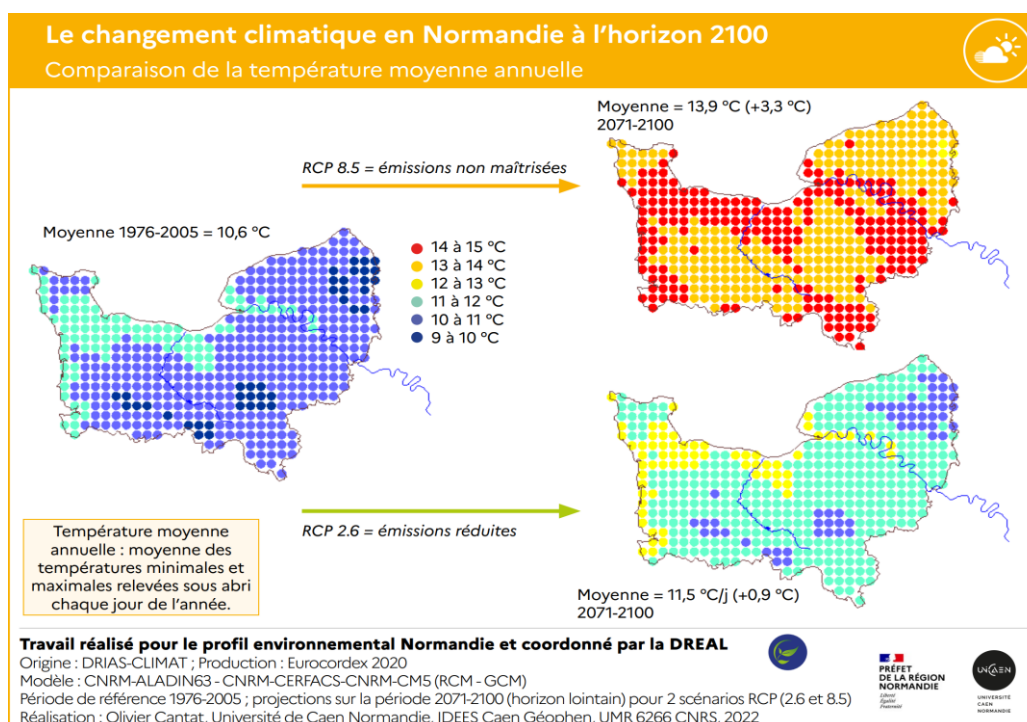 Le changement climatique en Normandie à l'horizon 2100
Comparaison de la température moyenne annuelle
Moyenne = 13,9 °C (+3,3 °C)
2071-2100
RCP 8.5 = émissions non maîtrisées
Moyenne 1976-2005 = 10,6 °C
14 à 15 °C
13 à 14 °C
12 à 13 °C
11 à 12 °C
10 à 11 °C
9 à 10 °C
RCP 2.6 = émissions réduites
Température moyenne
annuelle : moyenne des
températures minimales et
maximales relevées sous abri
chaque jour de l'année.
Moyenne = 11,5 °C/j (+0,9 °C)
2071-2100
Travail réalisé pour le profil environnemental Normandie et coordonné par la DREAL
Origine : DRIAS-CLIMAT ; Production : Eurocordex 2020
Modèle : CNRM-ALADIN63 - CNRM-CERFACS-CNRM-CM5 (RCM - GCM)
Période de référence 1976-2005 ; projections sur la période 2071-2100 (horizon lointain) pour 2 scénarios RCP (2.6 et 8.5)
Réalisation : Olivier Cantat, Université de Caen Normandie, IDEES Caen Géophen, UMR 6266 CNRS, 2022
PRÉFET
DE LA RÉGION
NORMANDIE
Liberté
Égalité
Fraternité
UNICAEN
UNIVERSITÉ
CAEN
NORMANDIE